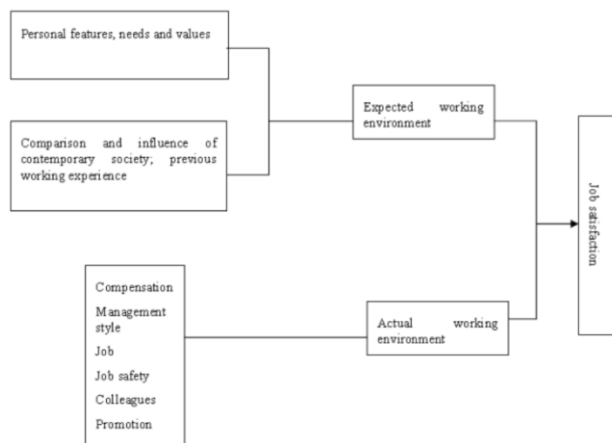 Personal features, needs and values
Expected working
environment
Comparison and influence of
contemporary society; previous
working experience
Job satisfaction
Compensation
Management
style
Job
Job safety
Colleagues
Promotion
Actual working
environment